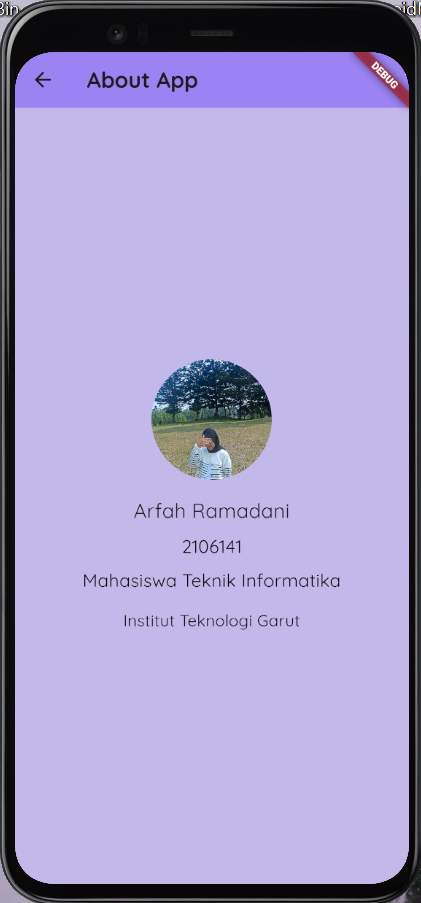 About App
DEBUG
Arfah Ramadani
2106141
Mahasiswa Teknik Informatika
Institut Teknologi Garut